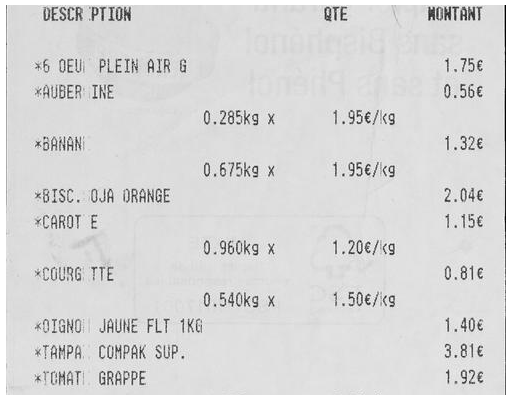 DESCR PTION QTE MONTANT
*6 OEU PLEIN AIR G 1.75€
*AUBER INE 0.56€
0.285kg x 1.95€/kg
*BANAN 1.32€
0.675kg x 1.95€/kg
*BISC. OJA ORANGE 2.04€
*CAROT E 1.15€
0.960kg x 1.20€/kg
*COURG TTE 0.81€
0.540kg x 1.50€/kg
*OIGNO JAUNE FLT 1KG 1.40€
*TAMPA COMPAK SUP. 3.81€
*TOMAT GRAPPE 1.92€